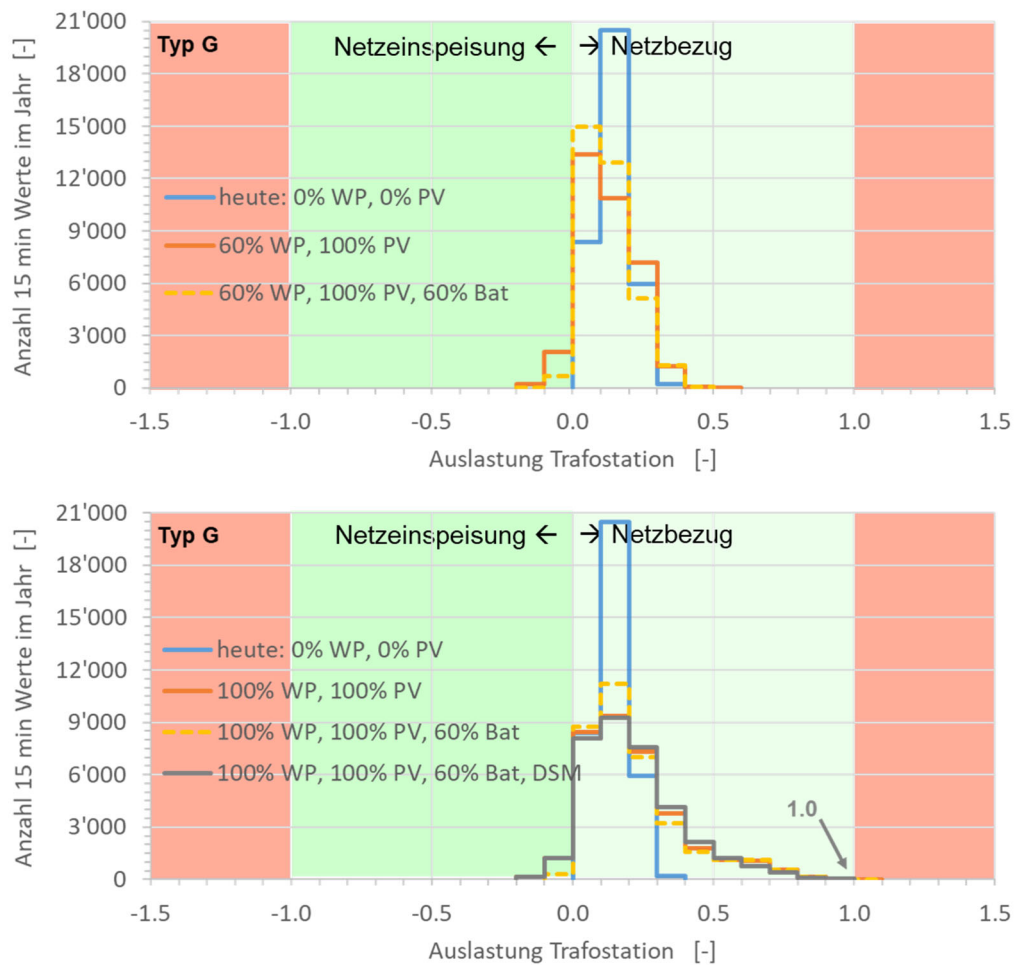 21'000
18'000
15'000
12'000
9'000
6'000
3'000
0
Anzahl 15 min Werte im Jahr [-]
Typ G
Netzeinspeisung ← → Netzbezug
heute: 0% WP, 0% PV
60% WP, 100% PV
60% WP, 100% PV, 60% Bat
-1.5 -1.0 -0.5 0.0 0.5 1.0 1.5
Auslastung Trafostation [-]
21'000
18'000
15'000
12'000
9'000
6'000
3'000
0
Anzahl 15 min Werte im Jahr [-]
Typ G
Netzeinspeisung ← → Netzbezug
heute: 0% WP, 0% PV
100% WP, 100% PV
100% WP, 100% PV, 60% Bat
100% WP, 100% PV, 60% Bat, DSM
1.0
-1.5 -1.0 -0.5 0.0 0.5 1.0 1.5
Auslastung Trafostation [-]